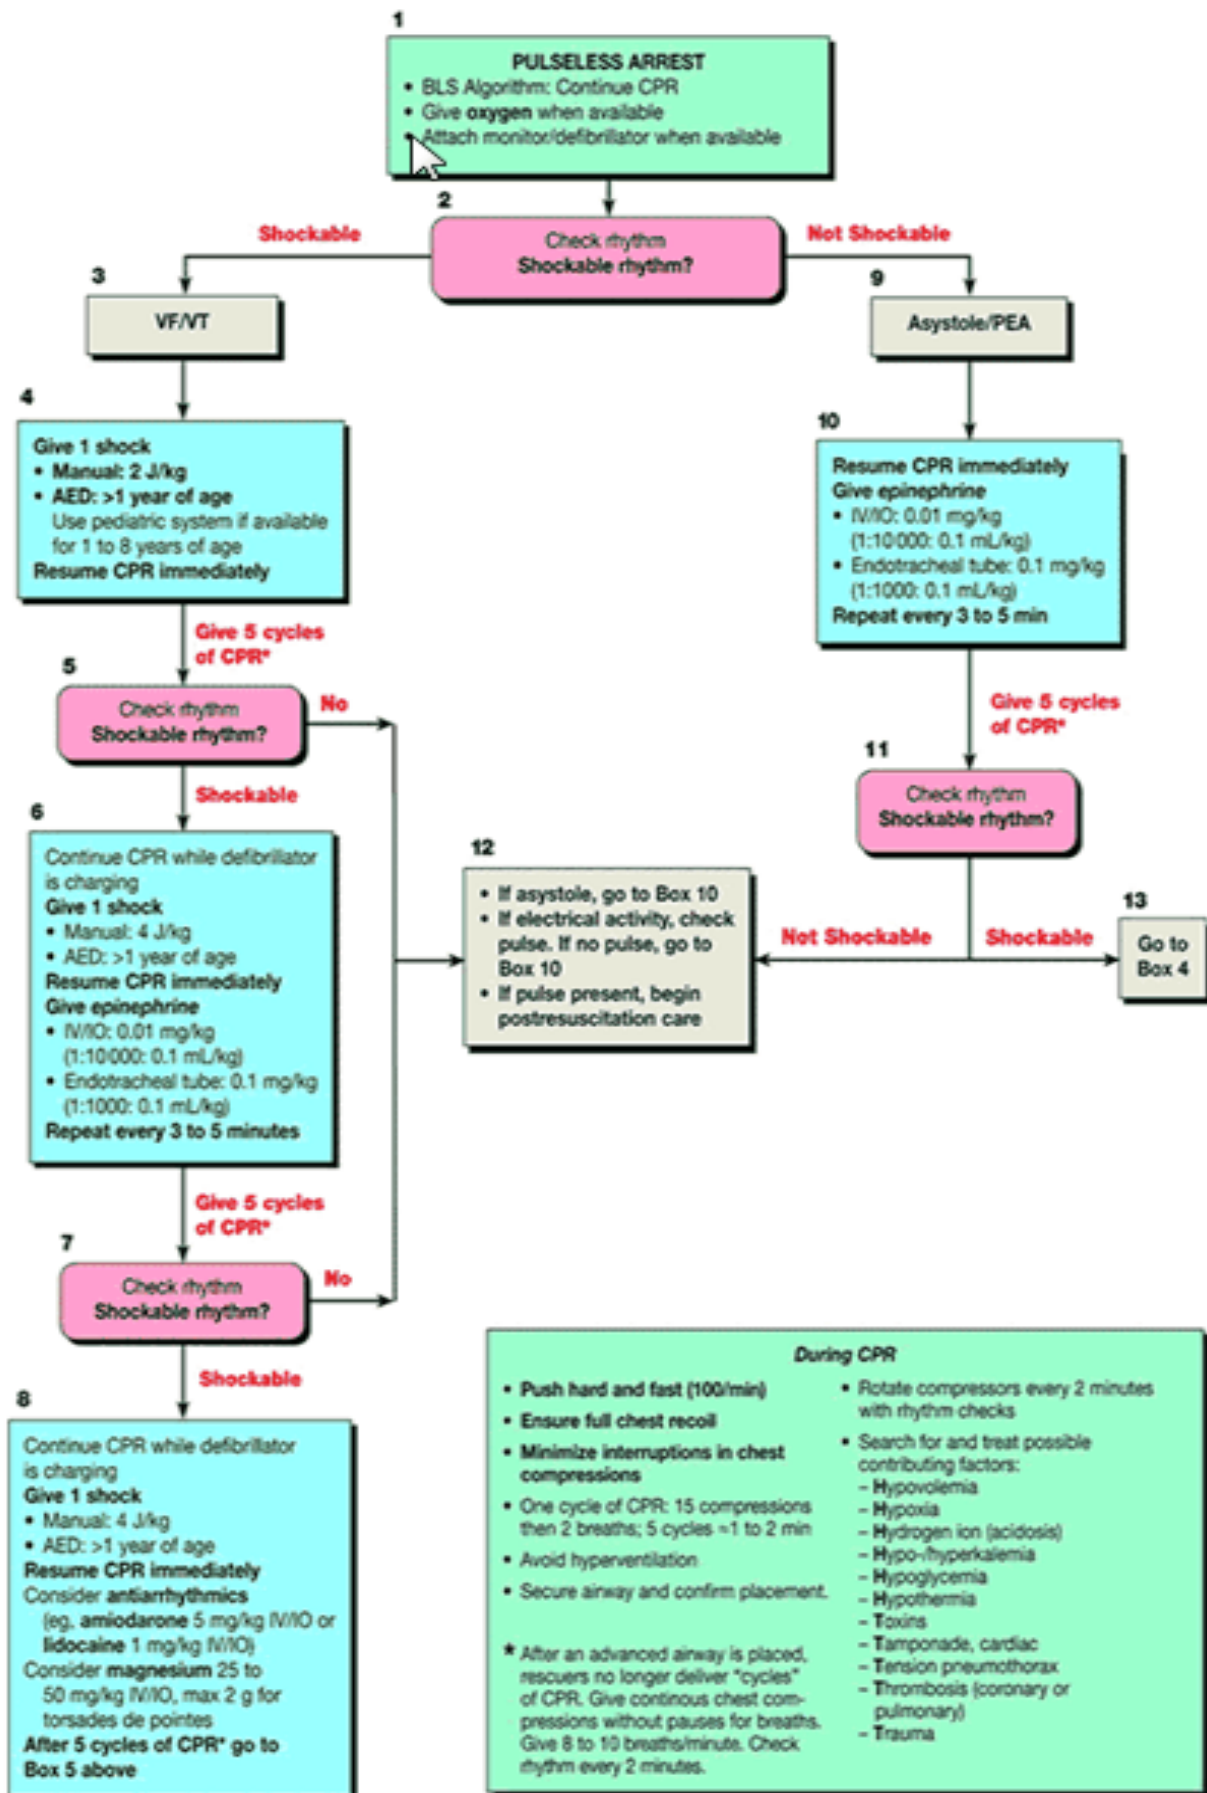 1
PULSELESS ARREST
• BLS Algorithm: Continue CPR
• Give oxygen when available
• Attach monitor/defibrillator when available
2
Check rhythm
Shockable rhythm?
Shockable
Not Shockable
3
VF/VT
9
Asystole/PEA
4
Give 1 shock
• Manual: 2 J/kg
• AED: >1 year of age
Use pediatric system if available
for 1 to 8 years of age
Resume CPR immediately
10
Resume CPR immediately
Give epinephrine
• IV/IO: 0.01 mg/kg
(1:10 000: 0.1 mL/kg)
• Endotracheal tube: 0.1 mg/kg
(1:1000: 0.1 mL/kg)
Repeat every 3 to 5 min
Give 5 cycles
of CPR*
5
Check rhythm
Shockable rhythm?
No
Give 5 cycles
of CPR*
11
Check rhythm
Shockable rhythm?
Shockable
6
Continue CPR while defibrillator
is charging
Give 1 shock
• Manual: 4 J/kg
• AED: >1 year of age
Resume CPR immediately
Give epinephrine
• IV/IO: 0.01 mg/kg
(1:10 000: 0.1 mL/kg)
• Endotracheal tube: 0.1 mg/kg
(1:1000: 0.1 mL/kg)
Repeat every 3 to 5 minutes
12
• If asystole, go to Box 10
• If electrical activity, check
pulse. If no pulse, go to
Box 10
• If pulse present, begin
postresuscitation care
Not Shockable
Shockable
13
Go to
Box 4
Give 5 cycles
of CPR*
7
Check rhythm
Shockable rhythm?
No
Shockable
8
Continue CPR while defibrillator
is charging
Give 1 shock
• Manual: 4 J/kg
• AED: >1 year of age
Resume CPR immediately
Consider antiarrhythmics
(eg, amiodarone 5 mg/kg IV/IO or
lidocaine 1 mg/kg IV/IO)
Consider magnesium 25 to
50 mg/kg IV/IO, max 2 g for
torsades de pointes
After 5 cycles of CPR* go to
Box 5 above
During CPR
• Push hard and fast (100/min)
• Ensure full chest recoil
• Minimize interruptions in chest
compressions
• One cycle of CPR: 15 compressions
then 2 breaths; 5 cycles ≈1 to 2 min
• Avoid hyperventilation
• Secure airway and confirm placement.
* After an advanced airway is placed,
rescuers no longer deliver "cycles"
of CPR. Give continous chest com-
pressions without pauses for breaths.
Give 8 to 10 breaths/minute. Check
rhythm every 2 minutes.
• Rotate compressors every 2 minutes
with rhythm checks
• Search for and treat possible
contributing factors:
– Hypovolemia
– Hypoxia
– Hydrogen ion (acidosis)
– Hypo-/hyperkalemia
– Hypoglycemia
– Hypothermia
– Toxins
– Tamponade, cardiac
– Tension pneumothorax
– Thrombosis (coronary or
pulmonary)
– Trauma